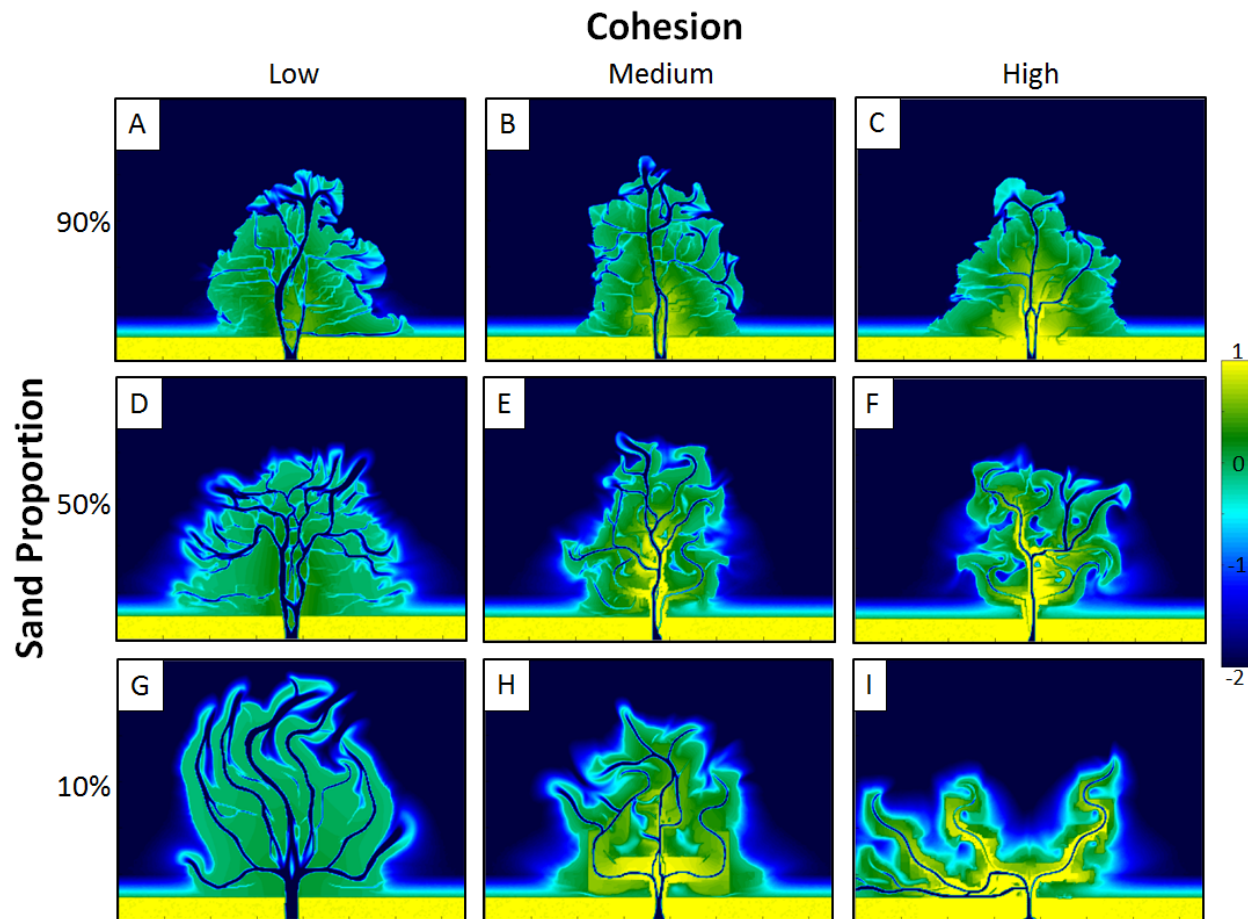 Cohesion
Low Medium High
A B C
90%
D E F
50%
Sand Proportion
G H I
10%
1
0
-1
-2